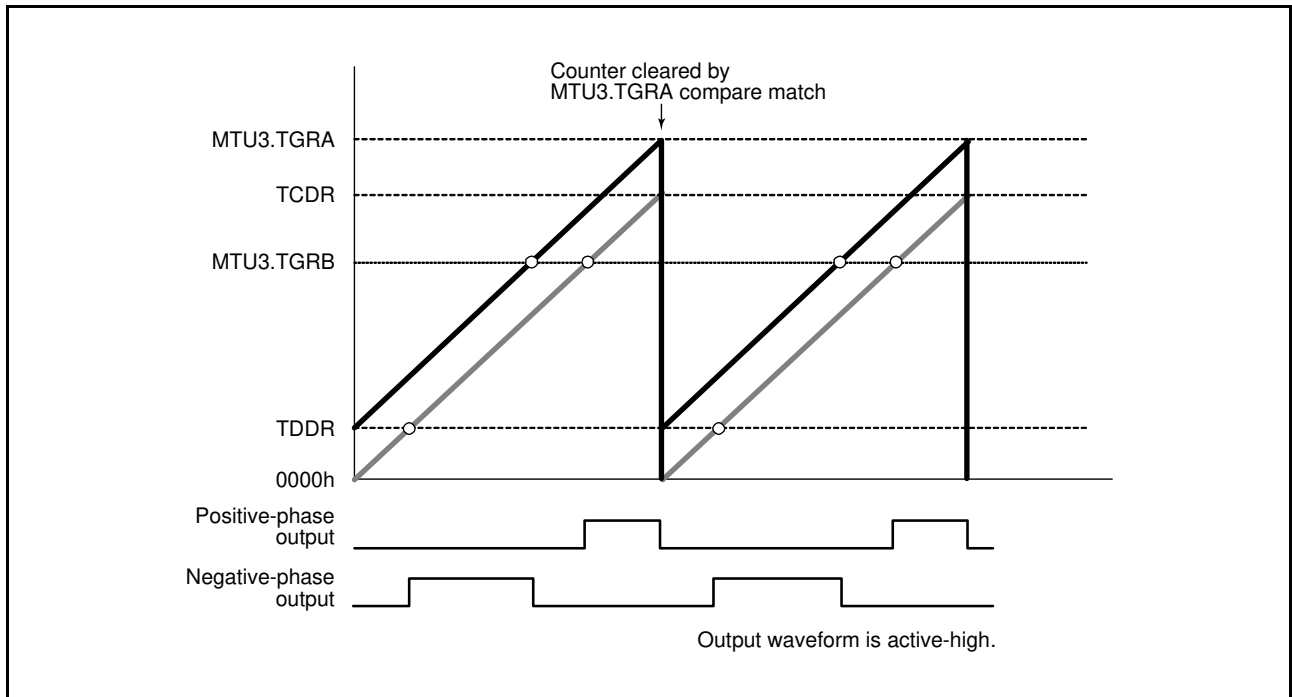 Counter cleared by
MTU3.TGRA compare match
MTU3.TGRA
TCDR
MTU3.TGRB
TDDR
0000h
Positive-phase
output
Negative-phase
output
Output waveform is active-high.